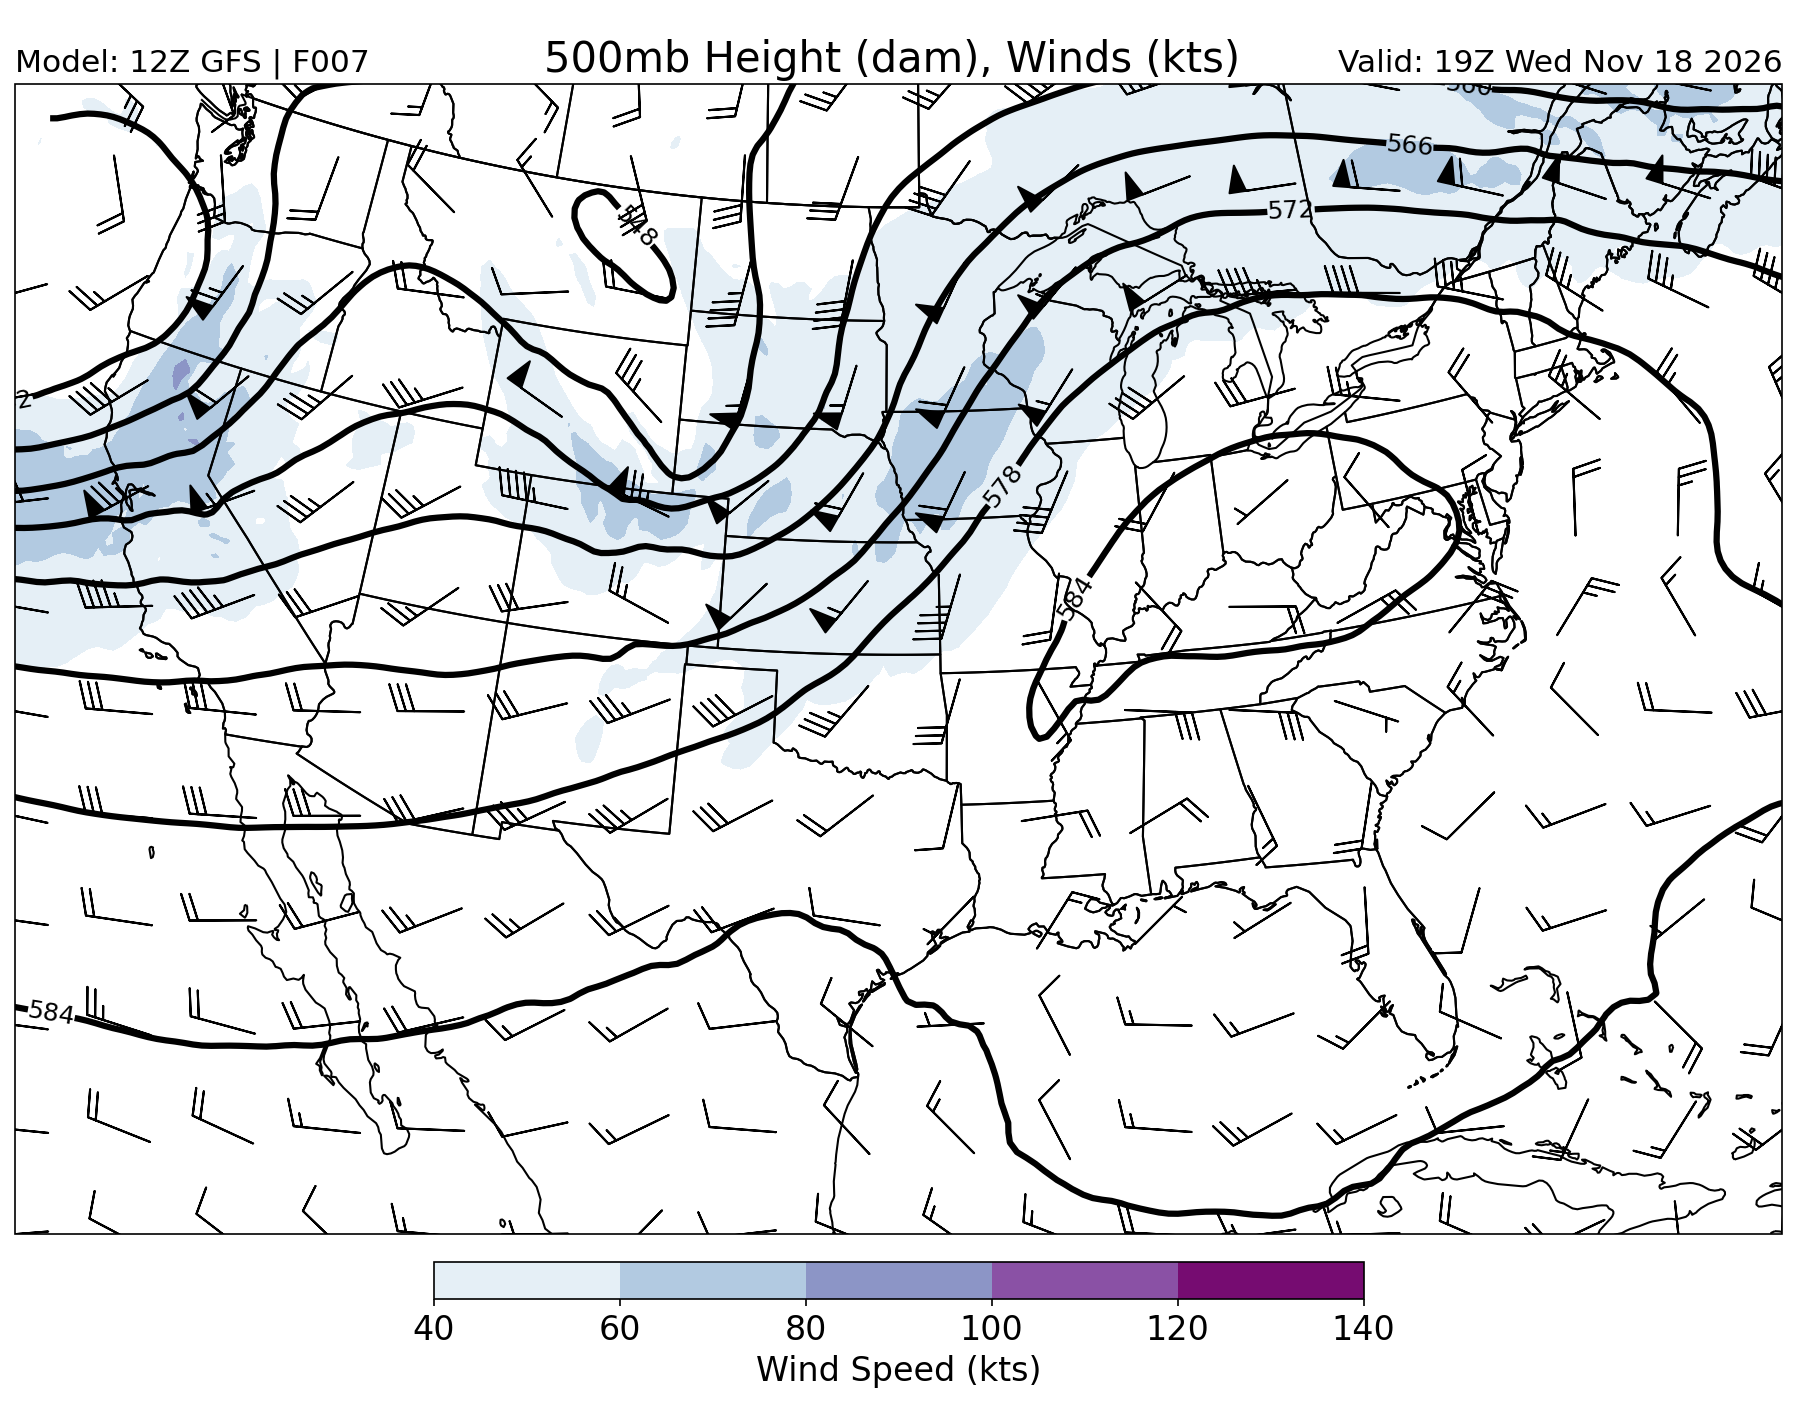 Model: 12Z GFS | F007
500mb Height (dam), Winds (kts)
Valid: 19Z Wed Nov 18 2026
566
548
572
578
584
584
40 60 80 100 120 140
Wind Speed (kts)